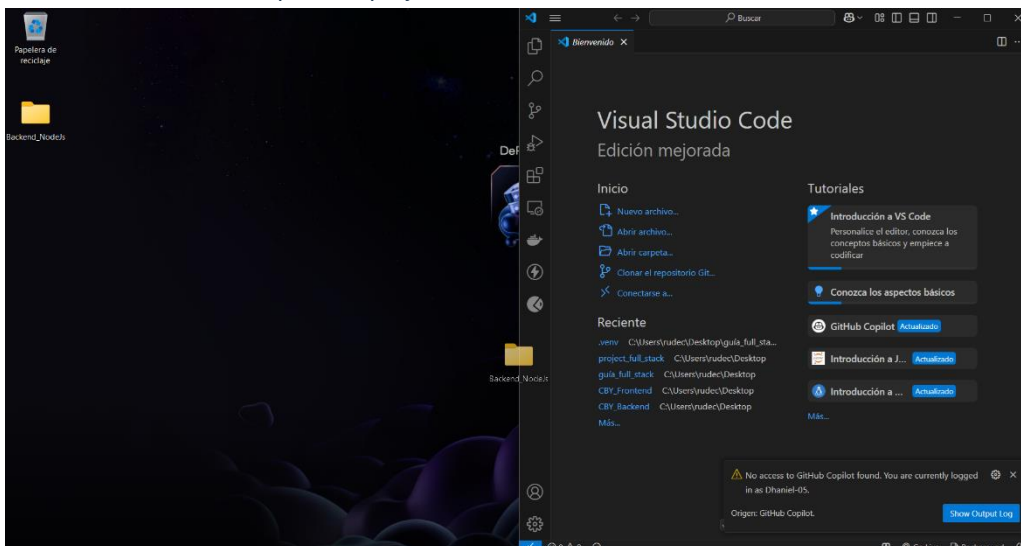 Papelera de
reciclaje
Backend_NodeJs
Backend_NodeJs
Buscar
Bienvenido
Visual Studio Code
Edición mejorada
Inicio
Nuevo archivo...
Abrir archivo...
Abrir carpeta...
Clonar el repositorio Git...
Conectarse a...
Reciente
.venv C:\Users\rudec\Desktop\guía_full_sta...
project_full_stack C:\Users\rudec\Desktop
guía_full_stack C:\Users\rudec\Desktop
CBY_Frontend C:\Users\rudec\Desktop
CBY_Backend C:\Users\rudec\Desktop
Más...
Tutoriales
Introducción a VS Code
Personalice el editor, conozca los
conceptos básicos y empiece a
codificar
Conozca los aspectos básicos
GitHub Copilot Actualizado
Introducción a J... Actualizado
Introducción a ... Actualizado
Más...
No access to GitHub Copilot found. You are currently logged
in as Dhaniel-05.
Origen: GitHub Copilot.
Show Output Log